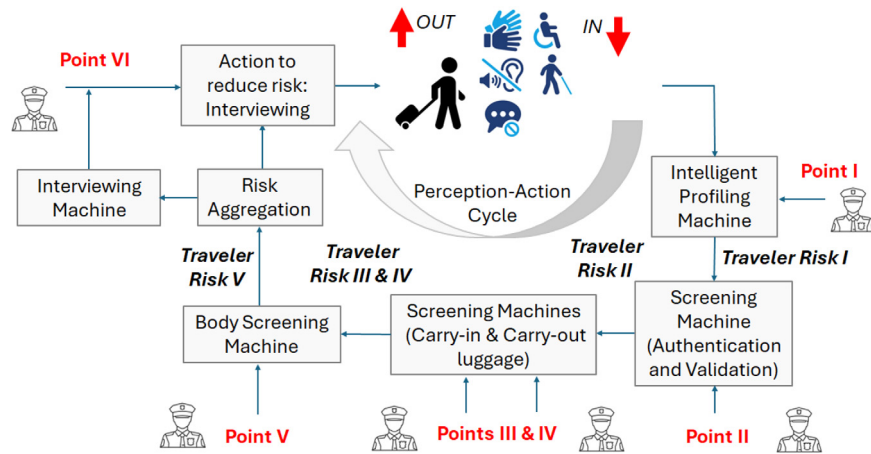 OUT
IN
Point VI
Action to
reduce risk:
Interviewing
Interviewing
Machine
Risk
Aggregation
Perception-Action
Cycle
Intelligent
Profiling
Machine
Point I
Traveler
Risk V
Traveler
Risk III & IV
Traveler
Risk II
Traveler Risk I
Body Screening
Machine
Screening Machines
(Carry-in & Carry-out
luggage)
Screening
Machine
(Authentication
and Validation)
Point V
Points III & IV
Point II